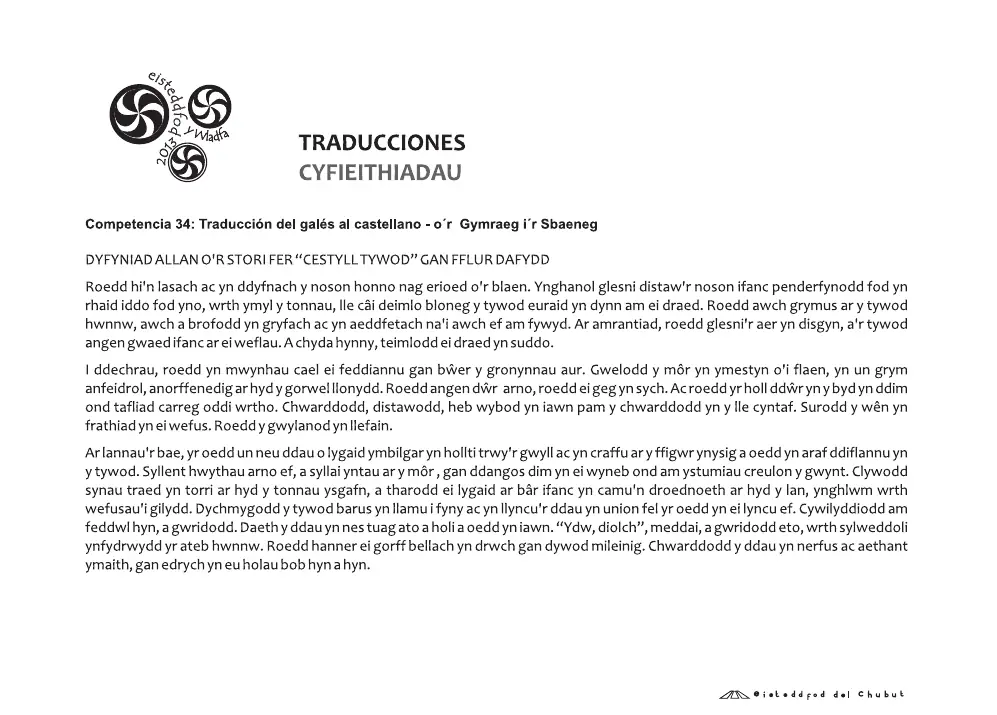 eisteddfod y Wladfa 2013
TRADUCCIONES
CYFIEITHIADAU
Competencia 34: Traducción del galés al castellano - o´r Gymraeg i´r Sbaeneg
DYFYNIAD ALLAN O'R STORI FER “CESTYLL TYWOD” GAN FFLUR DAFYDD
Roedd hi'n lasach ac yn ddyfnach y noson honno nag erioed o'r blaen. Ynghanol glesni distaw'r noson ifanc penderfynodd fod yn
rhaid iddo fod yno, wrth ymyl y tonnau, lle câi deimlo bloneg y tywod euraid yn dynn am ei draed. Roedd awch grymus ar y tywod
hwnnw, awch a brofodd yn gryfach ac yn aeddfetach na'i awch ef am fywyd. Ar amrantiad, roedd glesni'r aer yn disgyn, a'r tywod
angen gwaed ifanc ar ei weflau. A chyda hynny, teimlodd ei draed yn suddo.
I ddechrau, roedd yn mwynhau cael ei feddiannu gan bŵer y gronynnau aur. Gwelodd y môr yn ymestyn o'i flaen, yn un grym
anfeidrol, anorffenedig ar hyd y gorwel llonydd. Roedd angen dŵr arno, roedd ei geg yn sych. Ac roedd yr holl ddŵr yn y byd yn ddim
ond tafliad carreg oddi wrtho. Chwarddodd, distawodd, heb wybod yn iawn pam y chwarddodd yn y lle cyntaf. Surodd y wên yn
frathiad yn ei wefus. Roedd y gwylanod yn llefain.
Ar lannau'r bae, yr oedd un neu ddau o lygaid ymbilgar yn hollti trwy'r gwyll ac yn craffu ar y ffigwr ynysig a oedd yn araf ddiflannu yn
y tywod. Syllent hwythau arno ef, a syllai yntau ar y môr , gan ddangos dim yn ei wyneb ond am ystumiau creulon y gwynt. Clywodd
synau traed yn torri ar hyd y tonnau ysgafn, a tharodd ei lygaid ar bâr ifanc yn camu'n droednoeth ar hyd y lan, ynghlwm wrth
wefusau'i gilydd. Dychmygodd y tywod barus yn llamu i fyny ac yn llyncu'r ddau yn union fel yr oedd yn ei lyncu ef. Cywilyddiodd am
feddwl hyn, a gwridodd. Daeth y ddau yn nes tuag ato a holi a oedd yn iawn. “Ydw, diolch”, meddai, a gwridodd eto, wrth sylweddoli
ynfydrwydd yr ateb hwnnw. Roedd hanner ei gorff bellach yn drwch gan dywod mileinig. Chwarddodd y ddau yn nerfus ac aethant
ymaith, gan edrych yn eu holau bob hyn a hyn.
eisteddfod del Chubut